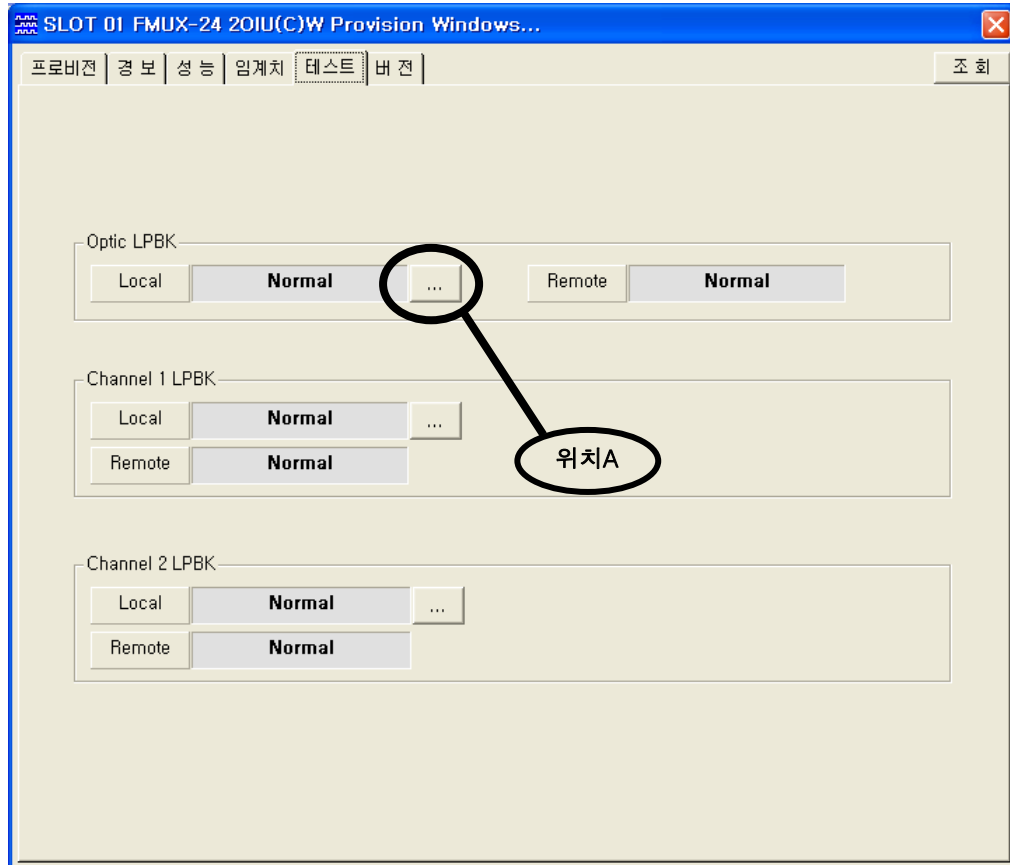 SLOT 01 FMUX-24 2OIU(C)W Provision Windows...
프로비전 경 보 성 능 임계치 테스트 버 전 조 회
Optic LPBK
Local Normal ... Remote Normal
Channel 1 LPBK
Local Normal ...
위치A
Remote Normal
Channel 2 LPBK
Local Normal ...
Remote Normal